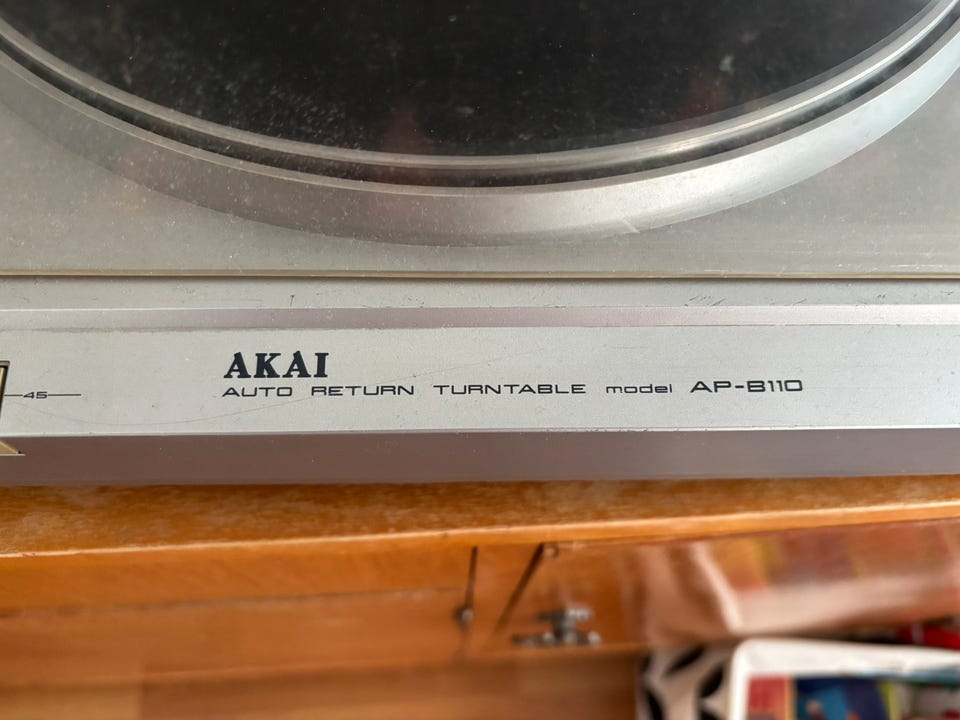 AKAI
AUTO RETURN TURNTABLE model AP-B110
45